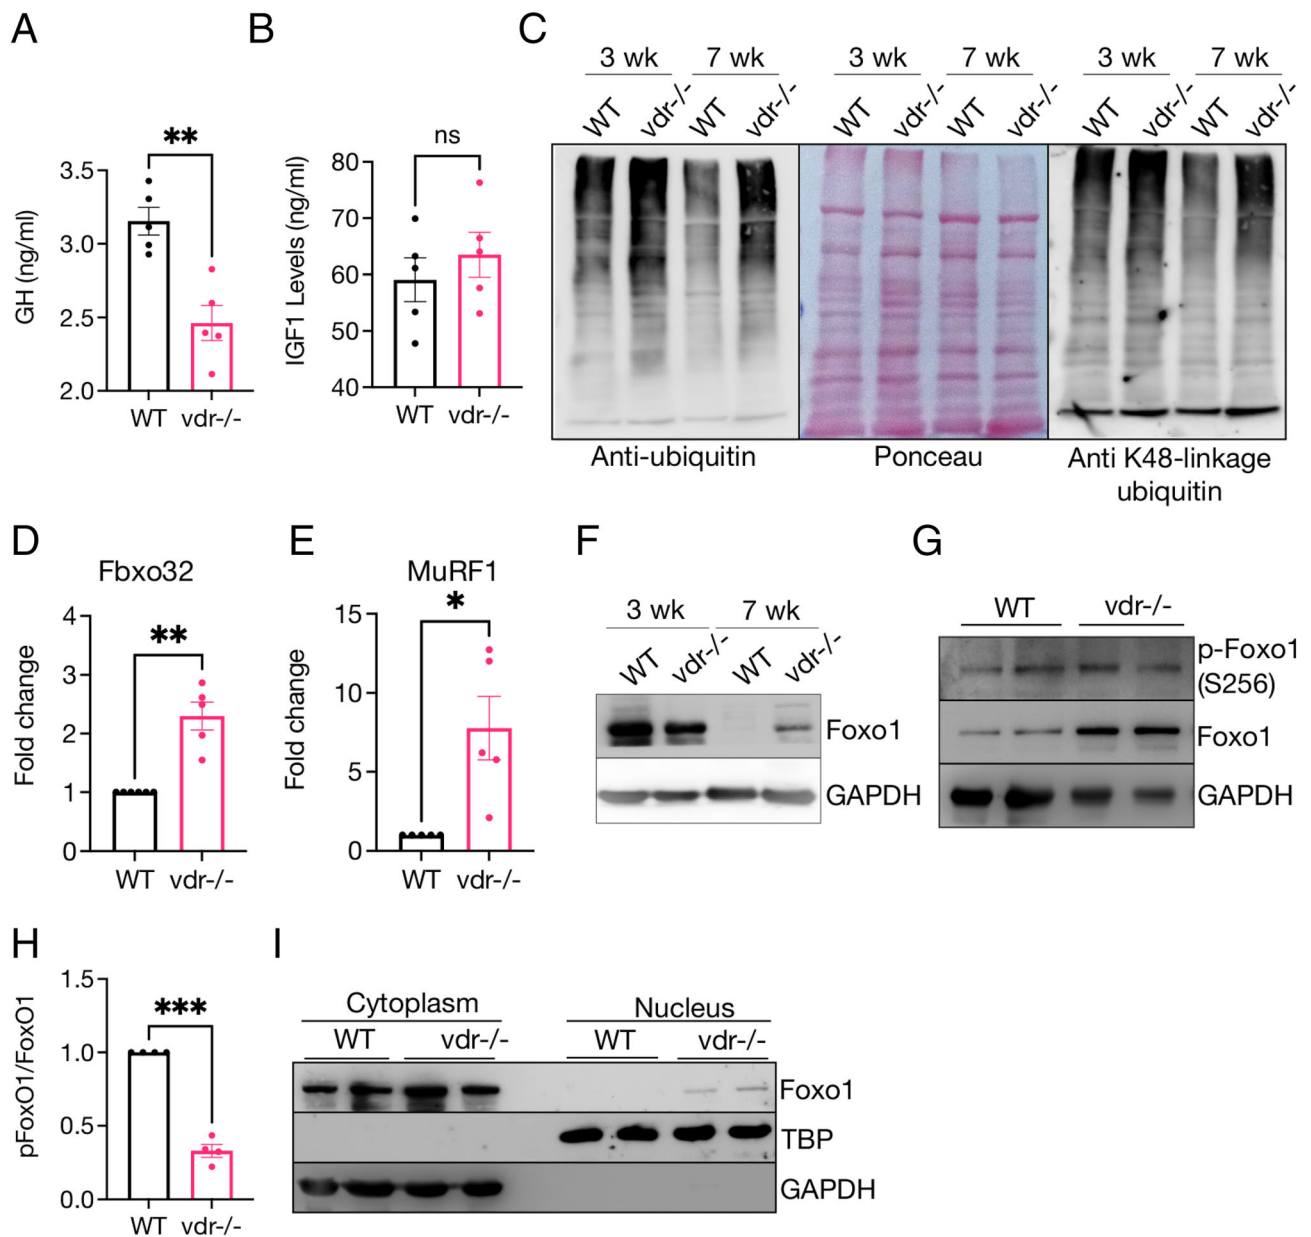 A
**
GH (ng/ml)
3.5
3.0
2.5
2.0
WT vdr-/-
B
ns
IGF1 Levels (ng/ml)
80
70
60
50
40
WT vdr-/-
C
3 wk 7 wk 3 wk 7 wk 3 wk 7 wk
WT vdr-/- WT vdr-/- WT vdr-/- WT vdr-/- WT vdr-/- WT vdr-/-
Anti-ubiquitin
Ponceau
Anti K48-linkage
ubiquitin
D
Fbxo32
**
Fold change
4
3
2
1
0
WT vdr-/-
E
MuRF1
*
Fold change
15
10
5
0
WT vdr-/-
F
3 wk 7 wk
WT vdr-/- WT vdr-/-
Foxo1
GAPDH
G
WT vdr-/-
p-Foxo1
(S256)
Foxo1
GAPDH
H
***
pFoxO1/FoxO1
1.5
1.0
0.5
0.0
WT vdr-/-
I
Cytoplasm Nucleus
WT vdr-/- WT vdr-/-
Foxo1
TBP
GAPDH